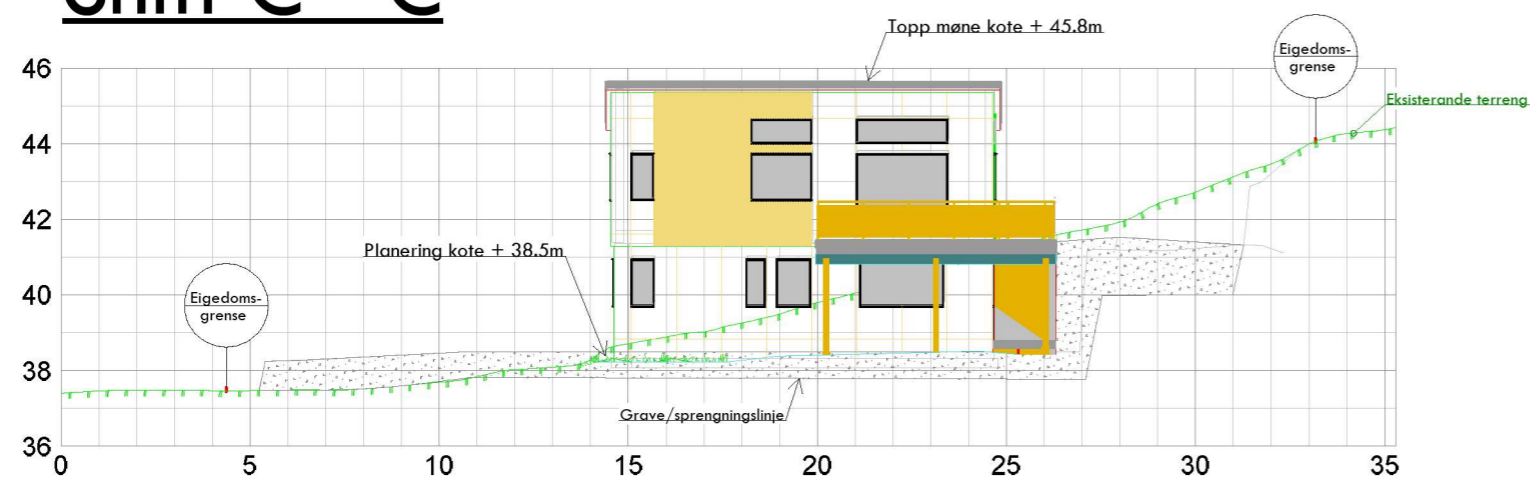 Topp møne kote + 45.8m
Eigedoms-
grense
Eksisterande terreng
Planering kote + 38.5m
Eigedoms-
grense
Grave/sprengningslinje
46
44
42
40
38
36
0 5 10 15 20 25 30 35